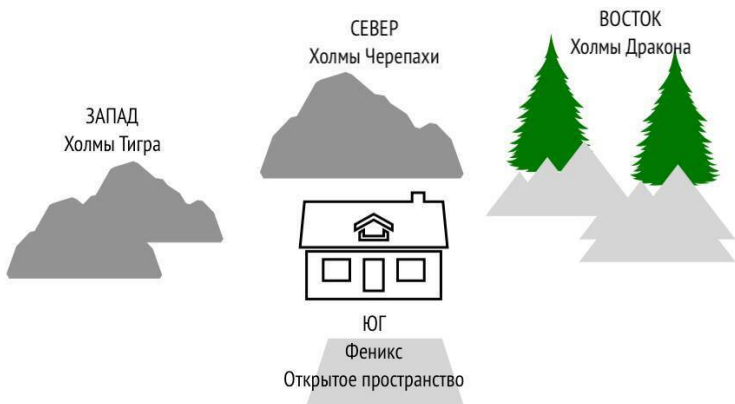 СЕВЕР
Холмы Черепахи
ВОСТОК
Холмы Дракона
ЗАПАД
Холмы Тигра
ЮГ
Феникс
Открытое пространство